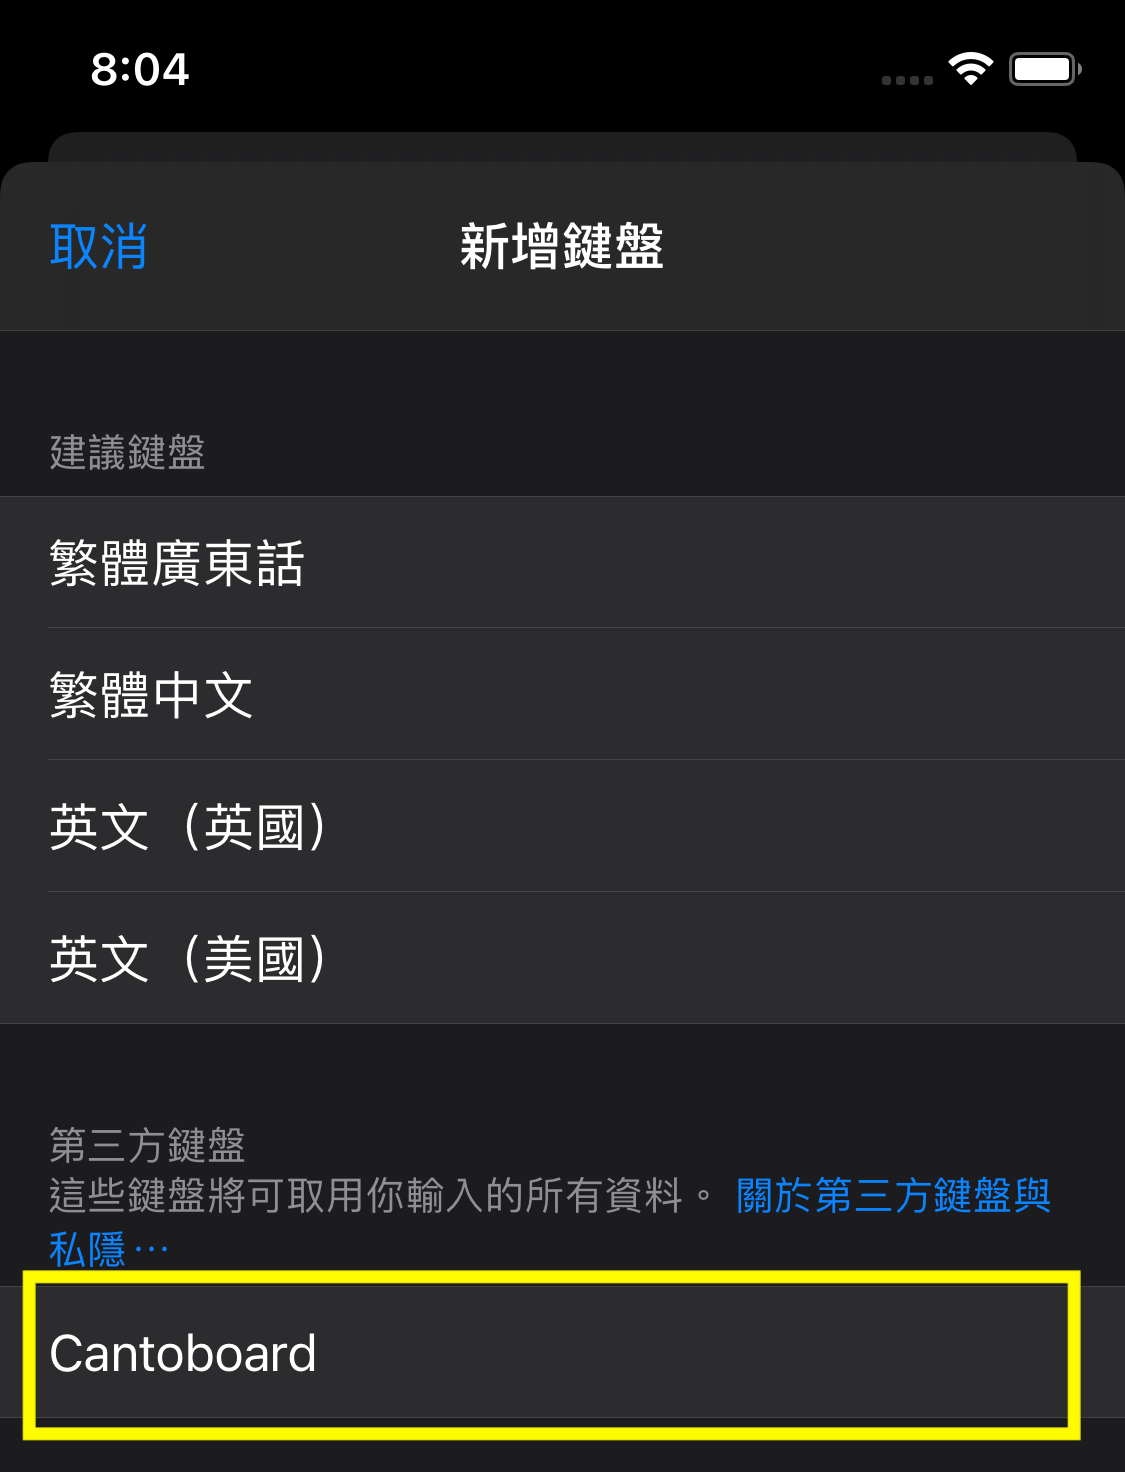 8:04
取消
新增鍵盤
建議鍵盤
繁體廣東話
繁體中文
英文（英國）
英文（美國）
第三方鍵盤
這些鍵盤將可取用你輸入的所有資料。 關於第三方鍵盤與
私隱⋯
Cantoboard